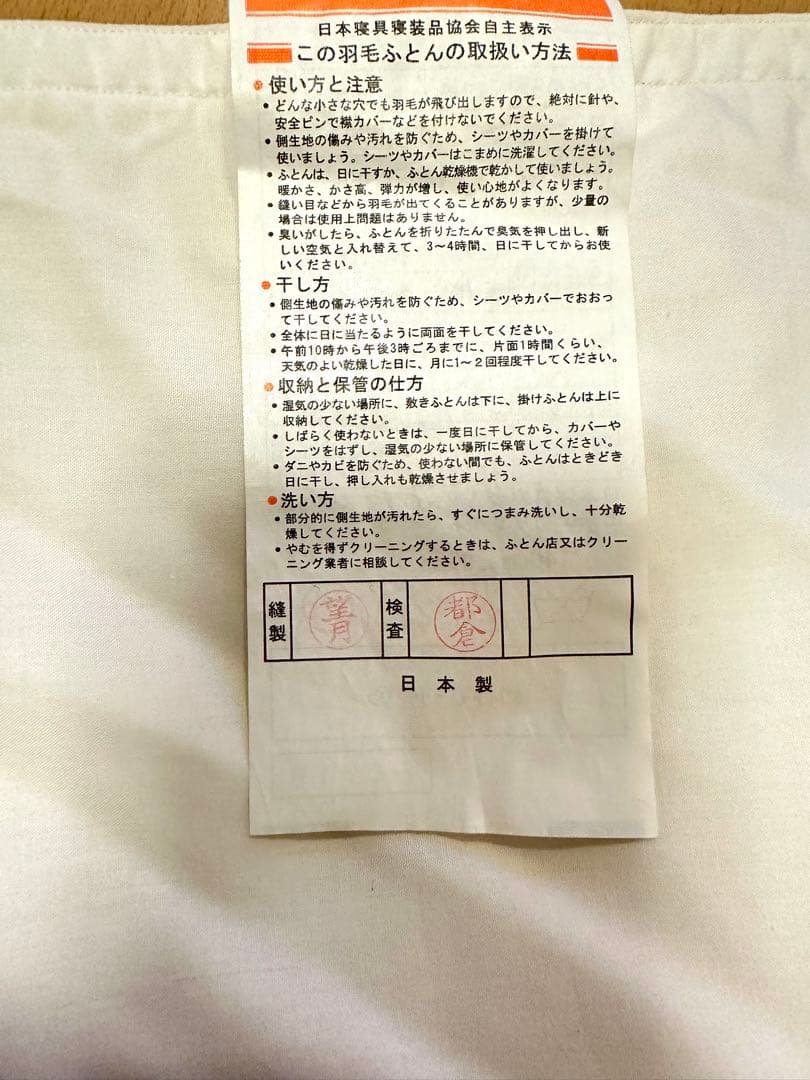 日本寝具寝装品協会自主表示
この羽毛ふとんの取扱い方法
● 使い方と注意
• どんな小さな穴でも羽毛が飛び出しますので、絶対に針や、
安全ピンで襟カバーなどを付けないでください。
• 側生地の傷みや汚れを防ぐため、シーツやカバーを掛けて
使いましょう。シーツやカバーはこまめに洗濯してください。
• ふとんは、日に干すか、ふとん乾燥機で乾かして使いましょう。
暖かさ、かさ高、弾力が増し、使い心地がよくなります。
• 縫い目などから羽毛が出てくることがありますが、少量の
場合は使用上問題はありません。
• 臭いがしたら、ふとんを折りたたんで臭気を押し出し、新
しい空気と入れ替えて、3〜4時間、日に干してからお使
いください。
● 干し方
• 側生地の傷みや汚れを防ぐため、シーツやカバーでおおっ
て干してください。
• 全体に日に当たるように両面を干してください。
• 午前10時から午後3時ごろまでに、片面1時間くらい、
天気のよい乾燥した日に、月に1〜2回程度干してください。
● 収納と保管の仕方
• 湿気の少ない場所に、敷きふとんは下に、掛けふとんは上に
収納してください。
• しばらく使わないときは、一度日に干してから、カバーや
シーツをはずし、湿気の少ない場所に保管してください。
• ダニやカビを防ぐため、使わない間でも、ふとんはときどき
日に干し、押し入れも乾燥させましょう。
● 洗い方
• 部分的に側生地が汚れたら、すぐにつまみ洗いし、十分乾
燥してください。
• やむを得ずクリーニングするときは、ふとん店又はクリー
ニング業者に相談してください。
縫製 望月 検査 都倉
日本製